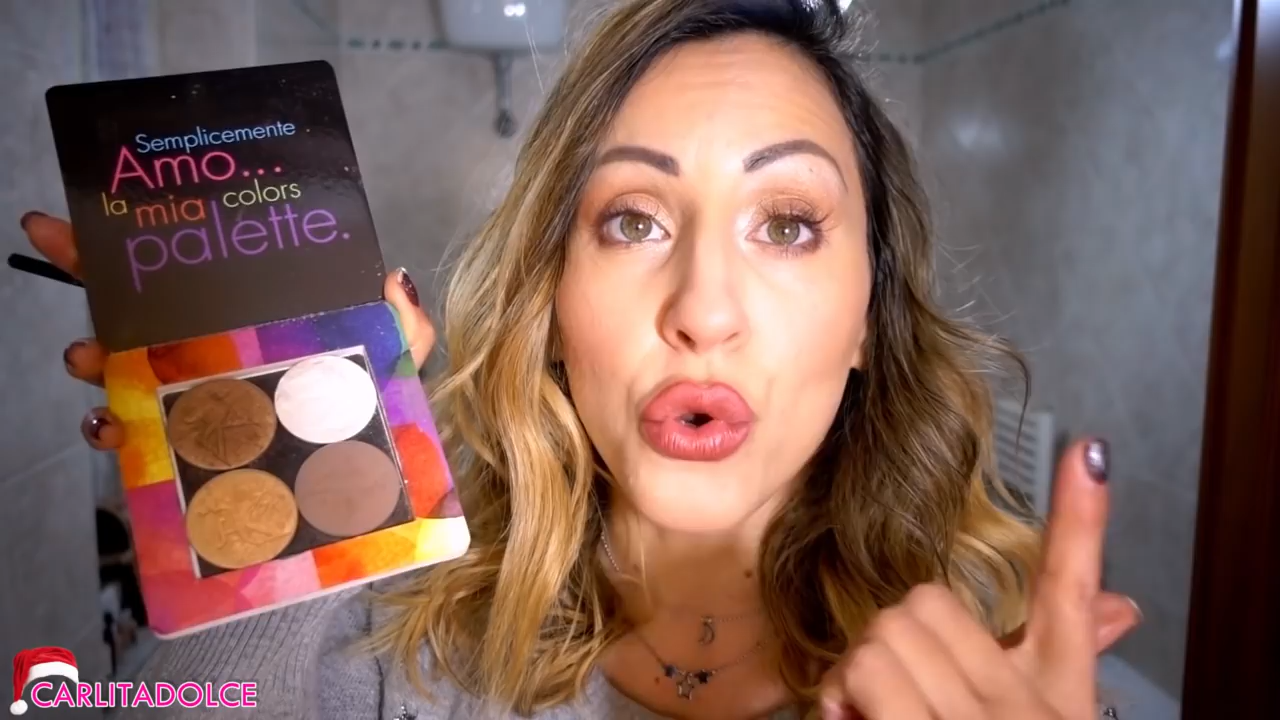 Semplicemente
Amo...
la mia colors
palette.
CARLITADOLCE